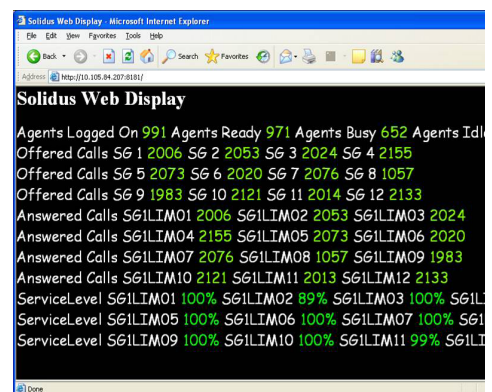 Solidus Web Display - Microsoft Internet Explorer
File Edit View Favorites Tools Help
Back Search Favorites
Address http://10.105.84.207:8181/
Solidus Web Display
Agents Logged On 991 Agents Ready 971 Agents Busy 652 Agents Idl
Offered Calls SG 1 2006 SG 2 2053 SG 3 2024 SG 4 2155
Offered Calls SG 5 2073 SG 6 2020 SG 7 2076 SG 8 1057
Offered Calls SG 9 1983 SG 10 2121 SG 11 2014 SG 12 2133
Answered Calls SG1LIM01 2006 SG1LIM02 2053 SG1LIM03 2024
Answered Calls SG1LIM04 2155 SG1LIM05 2073 SG1LIM06 2020
Answered Calls SG1LIM07 2076 SG1LIM08 1057 SG1LIM09 1983
Answered Calls SG1LIM10 2121 SG1LIM11 2013 SG1LIM12 2133
ServiceLevel SG1LIM01 100% SG1LIM02 89% SG1LIM03 100% SG1L
ServiceLevel SG1LIM05 100% SG1LIM06 100% SG1LIM07 100% SG1
ServiceLevel SG1LIM09 100% SG1LIM10 100% SG1LIM11 99% SG1LI
Done